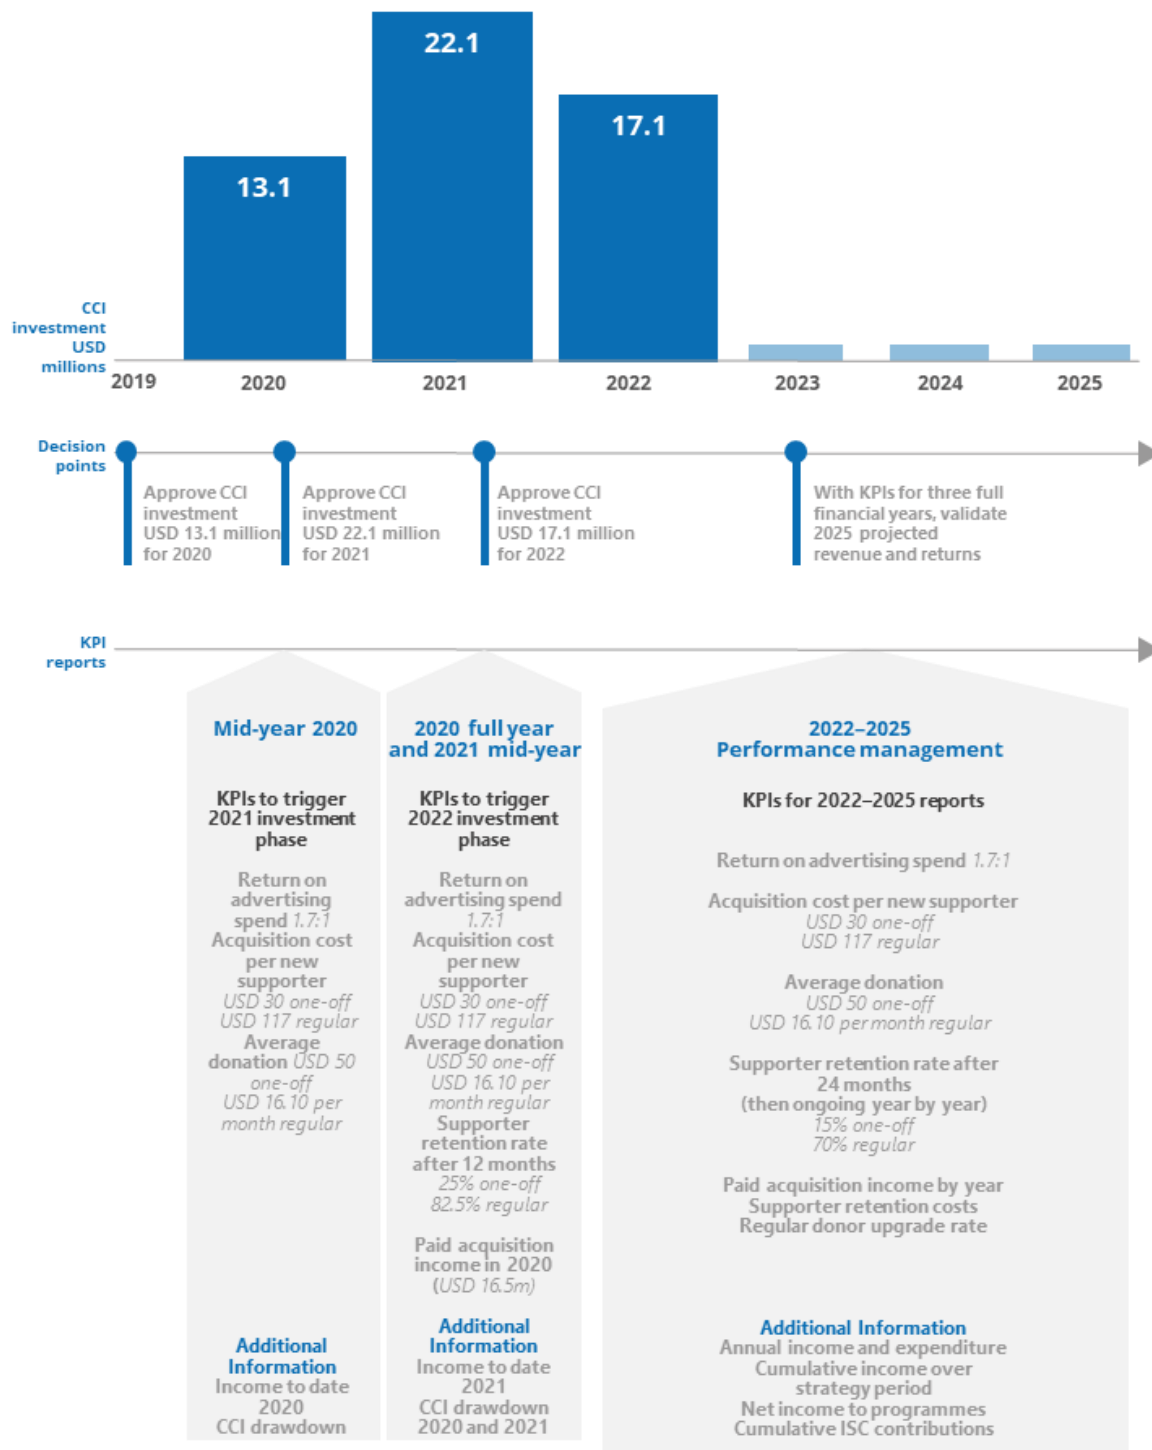 22.1
17.1
13.1
CCI
investment
USD
millions
2019
2020
2021
2022
2023
2024
2025
Decision
points
Approve CCI
investment
USD 13.1 million
for 2020
Approve CCI
investment
USD 22.1 million
for 2021
Approve CCI
investment
USD 17.1 million
for 2022
With KPIs for three full
financial years, validate
2025 projected
revenue and returns
KPI
reports
Mid-year 2020
KPIs to trigger
2021 investment
phase
Return on
advertising
spend 1.7:1
Acquisition cost
per new
supporter
USD 30 one-off
USD 117 regular
Average
donation USD 50
one-off
USD 16.10 per
month regular
Additional
Information
Income to date
2020
CCI drawdown
2020 full year
and 2021 mid-year
KPIs to trigger
2022 investment
phase
Return on
advertising spend
1.7:1
Acquisition cost
per new
supporter
USD 30 one-off
USD 117 regular
Average donation
USD 50 one-off
USD 16.10 per
month regular
Supporter
retention rate
after 12 months
25% one-off
82.5% regular
Paid acquisition
income in 2020
(USD 16.5m)
Additional
Information
Income to date
2021
CCI drawdown
2020 and 2021
2022–2025
Performance management
KPIs for 2022–2025 reports
Return on advertising spend 1.7:1
Acquisition cost per new supporter
USD 30 one-off
USD 117 regular
Average donation
USD 50 one-off
USD 16.10 per month regular
Supporter retention rate after
24 months
(then ongoing year by year)
15% one-off
70% regular
Paid acquisition income by year
Supporter retention costs
Regular donor upgrade rate
Additional Information
Annual income and expenditure
Cumulative income over
strategy period
Net income to programmes
Cumulative ISC contributions